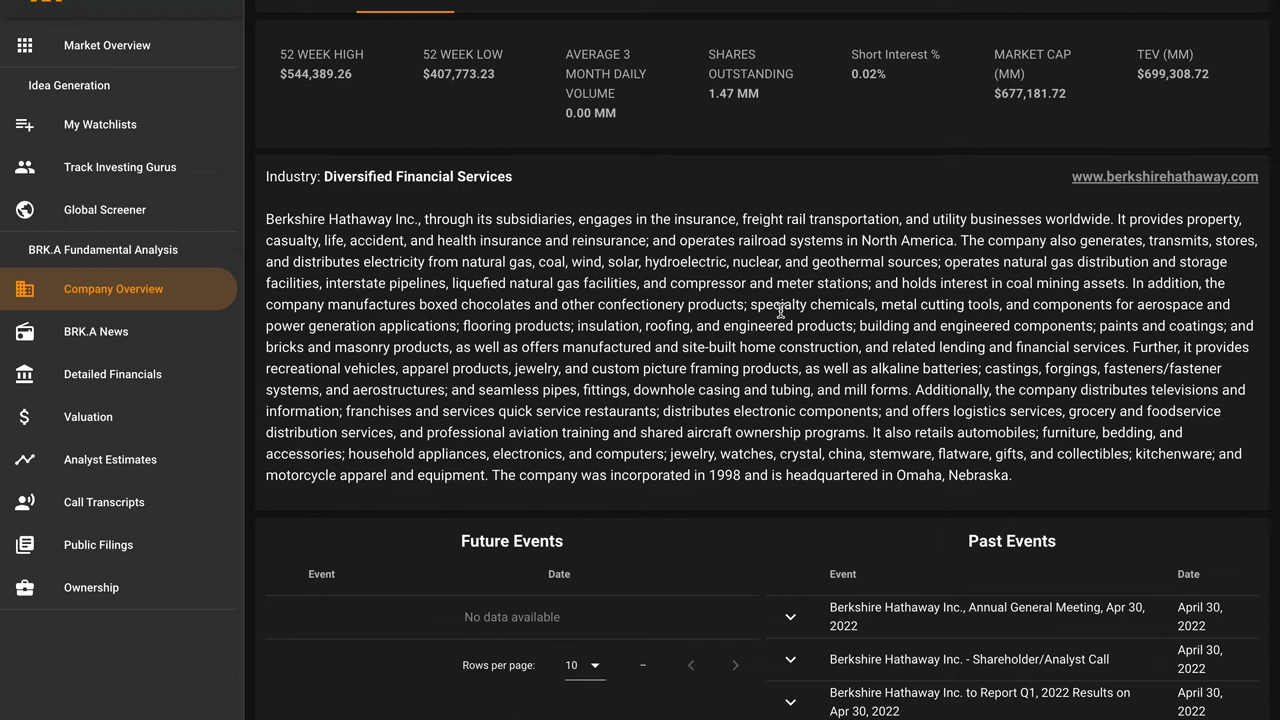 Market Overview
Idea Generation
My Watchlists
Track Investing Gurus
Global Screener
BRK.A Fundamental Analysis
Company Overview
BRK.A News
Detailed Financials
Valuation
Analyst Estimates
Call Transcripts
Public Filings
Ownership
52 WEEK HIGH
$544,389.26
52 WEEK LOW
$407,773.23
AVERAGE 3
MONTH DAILY
VOLUME
0.00 MM
SHARES
OUTSTANDING
1.47 MM
Short Interest %
0.02%
MARKET CAP
(MM)
$677,181.72
TEV (MM)
$699,308.72
Industry: Diversified Financial Services
www.berkshirehathaway.com
Berkshire Hathaway Inc., through its subsidiaries, engages in the insurance, freight rail transportation, and utility businesses worldwide. It provides property,
casualty, life, accident, and health insurance and reinsurance; and operates railroad systems in North America. The company also generates, transmits, stores,
and distributes electricity from natural gas, coal, wind, solar, hydroelectric, nuclear, and geothermal sources; operates natural gas distribution and storage
facilities, interstate pipelines, liquefied natural gas facilities, and compressor and meter stations; and holds interest in coal mining assets. In addition, the
company manufactures boxed chocolates and other confectionery products; specialty chemicals, metal cutting tools, and components for aerospace and
power generation applications; flooring products; insulation, roofing, and engineered products; building and engineered components; paints and coatings; and
bricks and masonry products, as well as offers manufactured and site-built home construction, and related lending and financial services. Further, it provides
recreational vehicles, apparel products, jewelry, and custom picture framing products, as well as alkaline batteries; castings, forgings, fasteners/fastener
systems, and aerostructures; and seamless pipes, fittings, downhole casing and tubing, and mill forms. Additionally, the company distributes televisions and
information; franchises and services quick service restaurants; distributes electronic components; and offers logistics services, grocery and foodservice
distribution services, and professional aviation training and shared aircraft ownership programs. It also retails automobiles; furniture, bedding, and
accessories; household appliances, electronics, and computers; jewelry, watches, crystal, china, stemware, flatware, gifts, and collectibles; kitchenware; and
motorcycle apparel and equipment. The company was incorporated in 1998 and is headquartered in Omaha, Nebraska.
Future Events
Event
Date
No data available
Rows per page:
10
–
Past Events
Event
Date
Berkshire Hathaway Inc., Annual General Meeting, Apr 30,
2022
April 30,
2022
Berkshire Hathaway Inc. - Shareholder/Analyst Call
April 30,
2022
Berkshire Hathaway Inc. to Report Q1, 2022 Results on
Apr 30, 2022
April 30,
2022